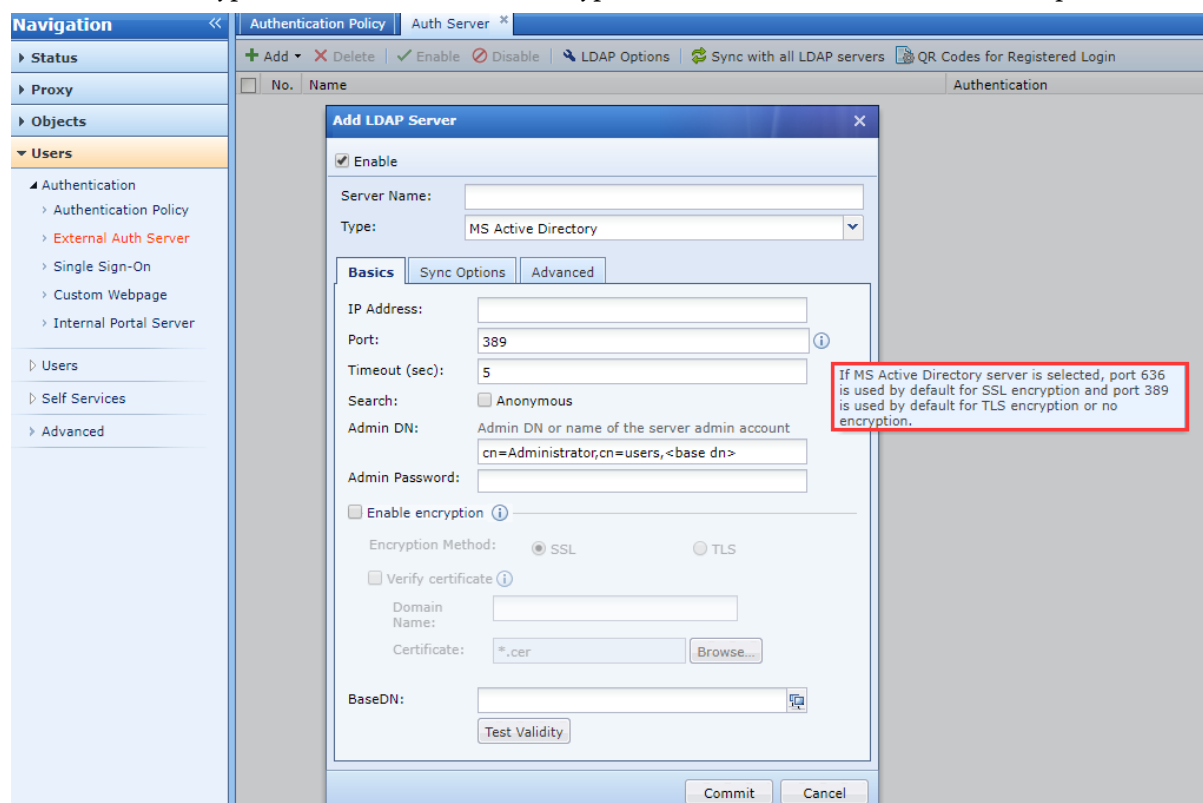 Navigation
Authentication Policy
Auth Server
Status
Add Delete Enable Disable LDAP Options Sync with all LDAP servers QR Codes for Registered Login
Proxy
No. Name Authentication
Objects
Add LDAP Server
Users
Enable
Authentication
Server Name:
Authentication Policy
Type: MS Active Directory
External Auth Server
Single Sign-On
Basics Sync Options Advanced
Custom Webpage
IP Address:
Internal Portal Server
Port: 389
Users
Timeout (sec): 5
If MS Active Directory server is selected, port 636
is used by default for SSL encryption and port 389
is used by default for TLS encryption or no
encryption.
Self Services
Search: Anonymous
Advanced
Admin DN: Admin DN or name of the server admin account
cn=Administrator,cn=users,<base dn>
Admin Password:
Enable encryption
Encryption Method: SSL TLS
Verify certificate
Domain
Name:
Certificate: *.cer Browse...
BaseDN:
Test Validity
Commit Cancel